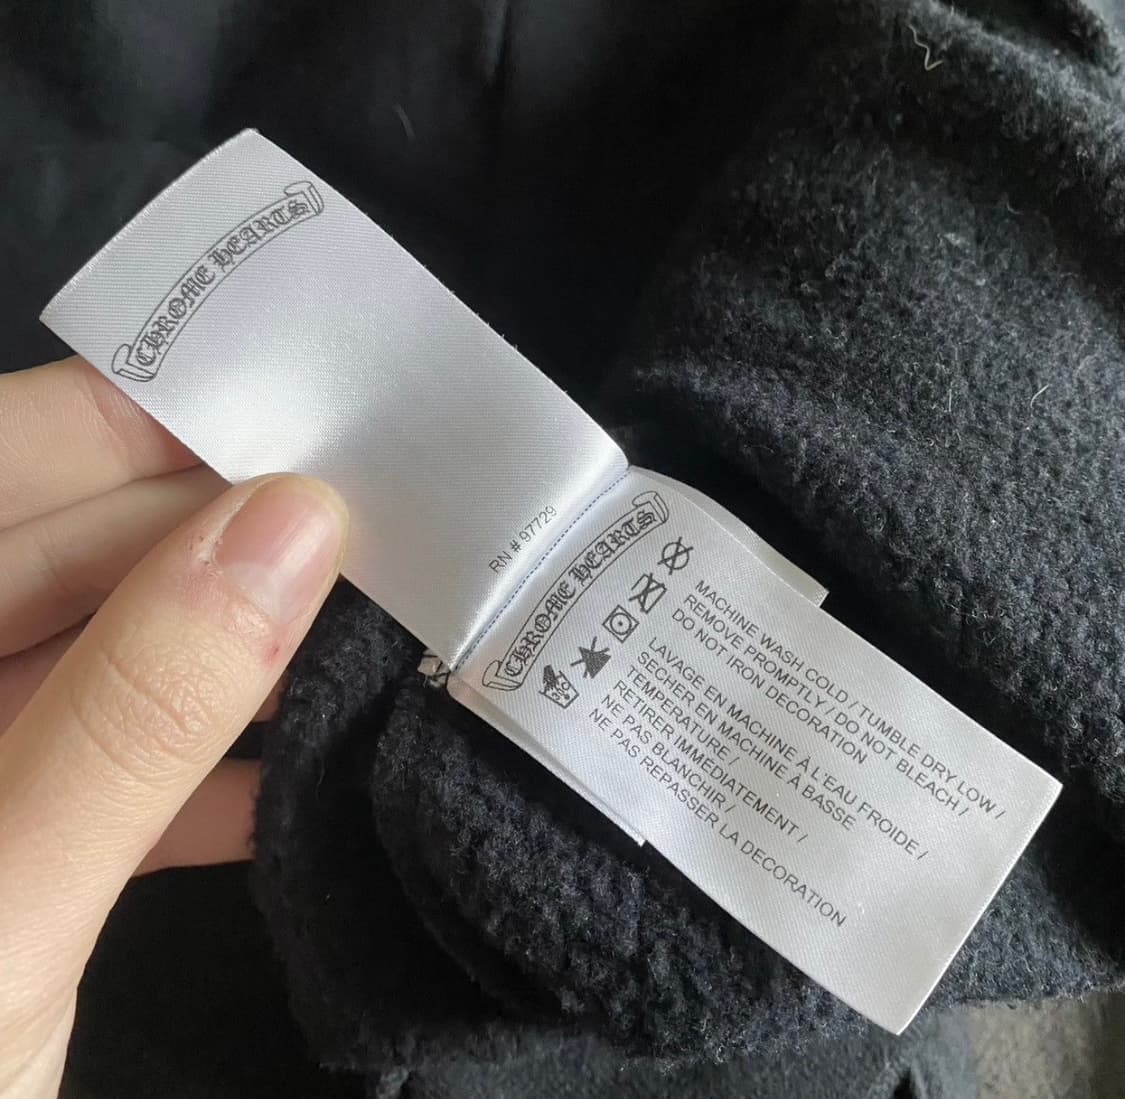 CHROME HEARTS
RN # 97729
CHROME HEARTS
MACHINE WASH COLD / TUMBLE DRY LOW /
REMOVE PROMPTLY / DO NOT BLEACH /
DO NOT IRON DECORATION
LAVAGE EN MACHINE À L'EAU FROIDE /
SECHER EN MACHINE À BASSE
TEMPERATURE /
RETIRER IMMÉDIATEMENT /
NE PAS BLANCHIR /
NE PAS REPASSER LA DECORATION